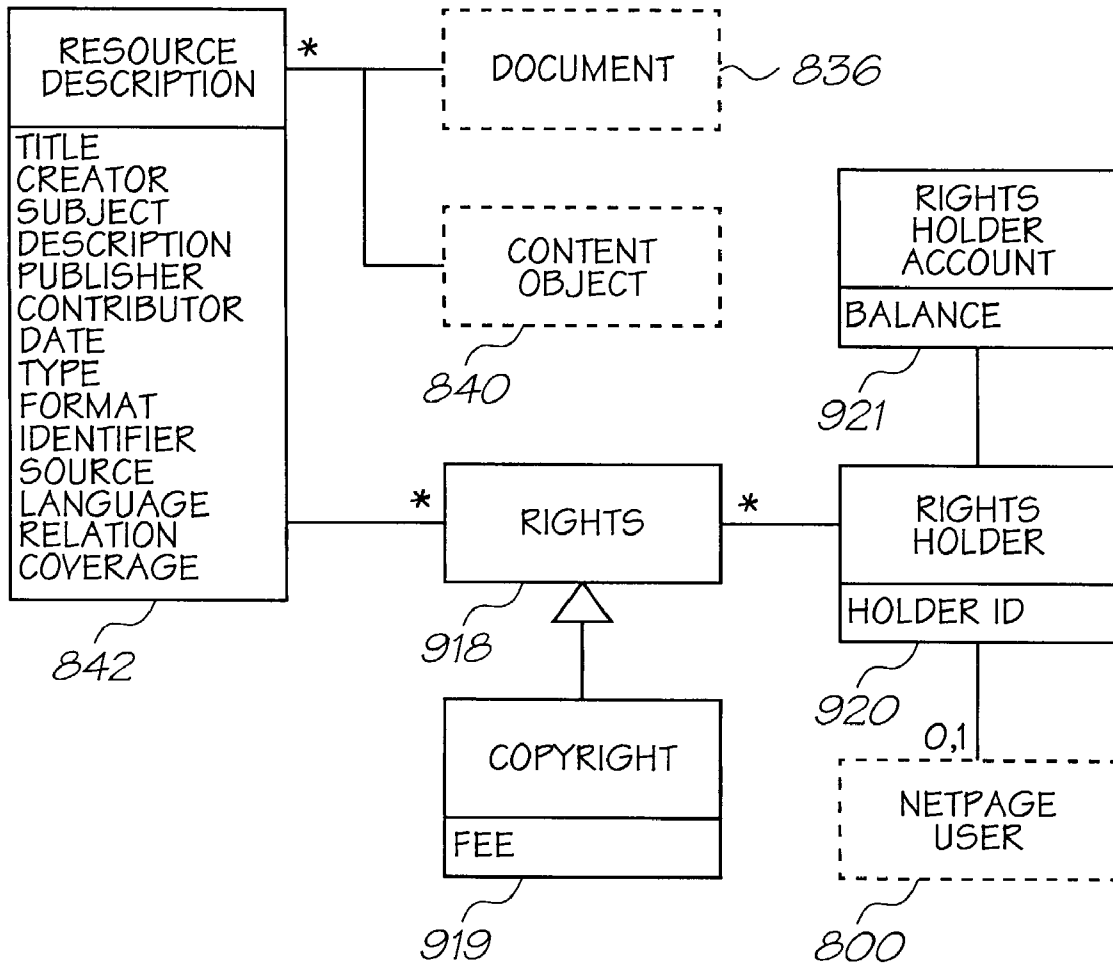 RESOURCE
DESCRIPTION
TITLE
CREATOR
SUBJECT
DESCRIPTION
PUBLISHER
CONTRIBUTOR
DATE
TYPE
FORMAT
IDENTIFIER
SOURCE
LANGUAGE
RELATION
COVERAGE
842
*
DOCUMENT
836
CONTENT
OBJECT
840
RIGHTS
HOLDER
ACCOUNT
BALANCE
921
*
RIGHTS
*
918
RIGHTS
HOLDER
HOLDER ID
920
COPYRIGHT
FEE
919
0,1
NETPAGE
USER
800